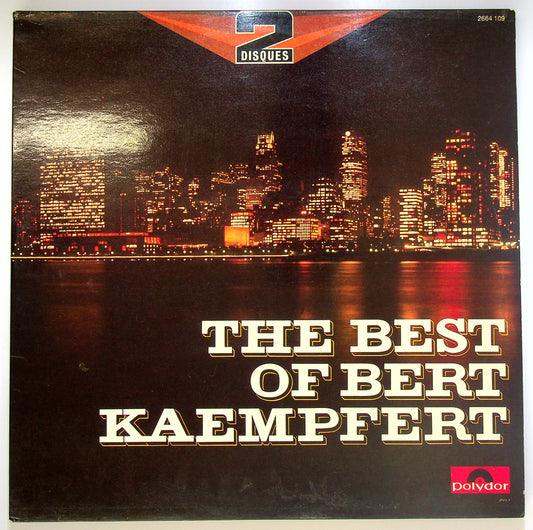 2
DISQUES
2664 109
THE BEST
OF BERT
KAEMPFERT
polydor